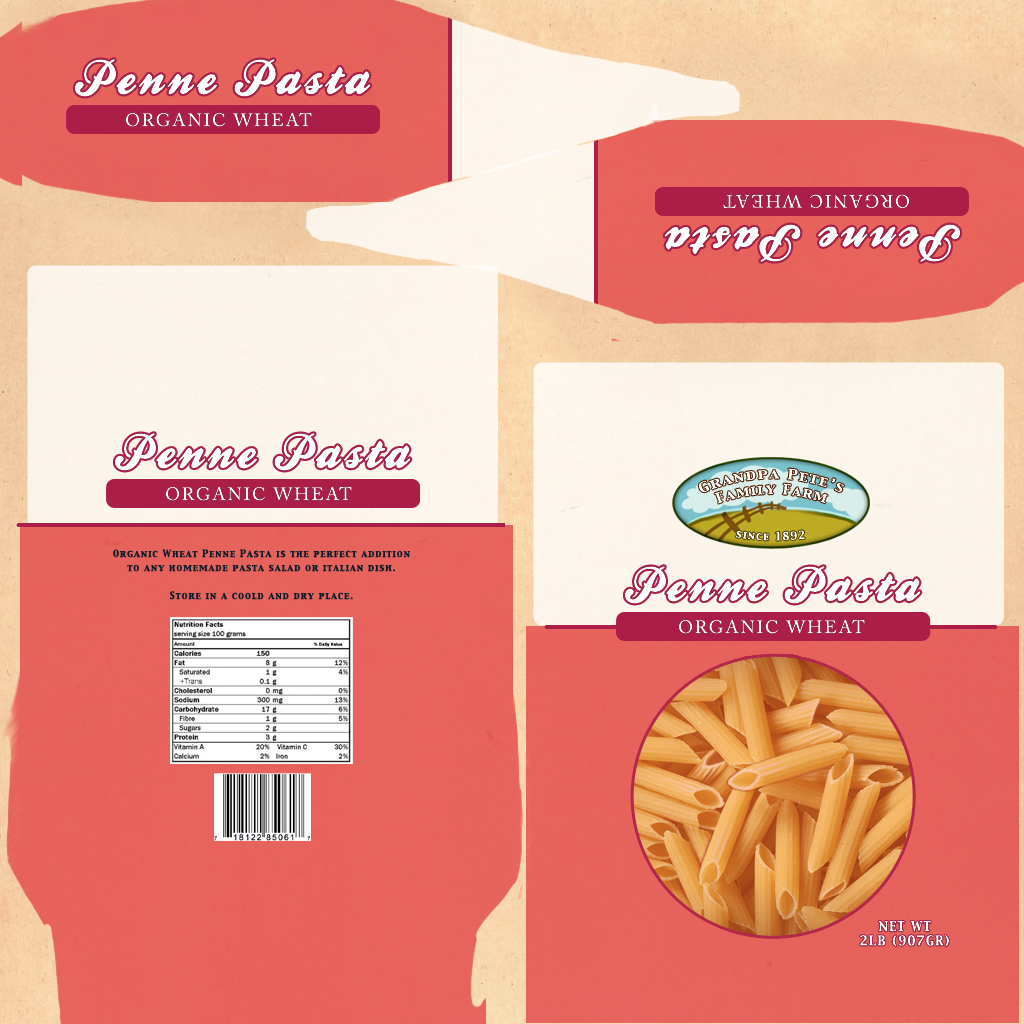 Penne Pasta
ORGANIC WHEAT
ORGANIC WHEAT
Penne Pasta
Penne Pasta
ORGANIC WHEAT
ORGANIC WHEAT PENNE PASTA IS THE PERFECT ADDITION
TO ANY HOMEMADE PASTA SALAD OR ITALIAN DISH.
STORE IN A COOLD AND DRY PLACE.
Nutrition Facts
serving size 100 grams
Amount % Daily Value
Calories 150
Fat 8 g 12%
Saturated 1 g 4%
+Trans 0.1 g
Cholesterol 0 mg 0%
Sodium 300 mg 13%
Carbohydrate 17 g 6%
Fibre 1 g 5%
Sugars 2 g
Protein 3 g
Vitamin A 20% Vitamin C 30%
Calcium 2% Iron 2%
7 18122 85061 7
GRANDPA PETE'S
FAMILY FARM
SINCE 1892
Penne Pasta
ORGANIC WHEAT
NET WT
2LB (907GR)